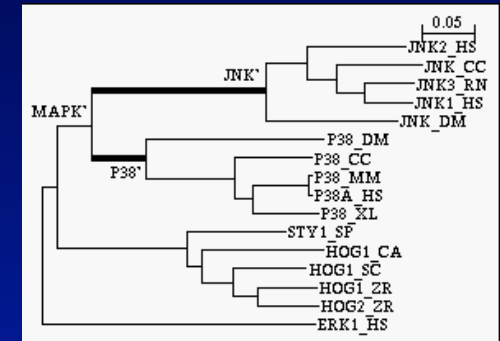 0.05
JNK2_HS
JNK_CC
JNK'
JNK3_RN
JNK1_HS
MAPK'
JNK_DM
P38_DM
P38_CC
P38'
P38_MM
P38A_HS
P38_XL
STY1_SP
HOG1_CA
HOG1_SC
HOG1_ZR
HOG2_ZR
ERK1_HS